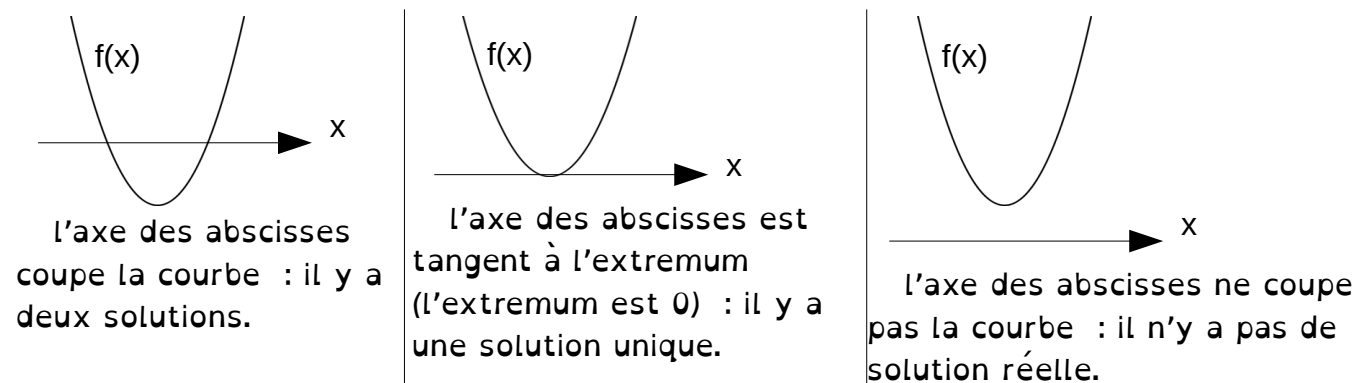 f(x)
x
l'axe des abscisses
coupe la courbe : il y a
deux solutions.
f(x)
x
l'axe des abscisses est
tangent à l'extremum
(l'extremum est 0) : il y a
une solution unique.
f(x)
x
l'axe des abscisses ne coupe
pas la courbe : il n'y a pas de
solution réelle.